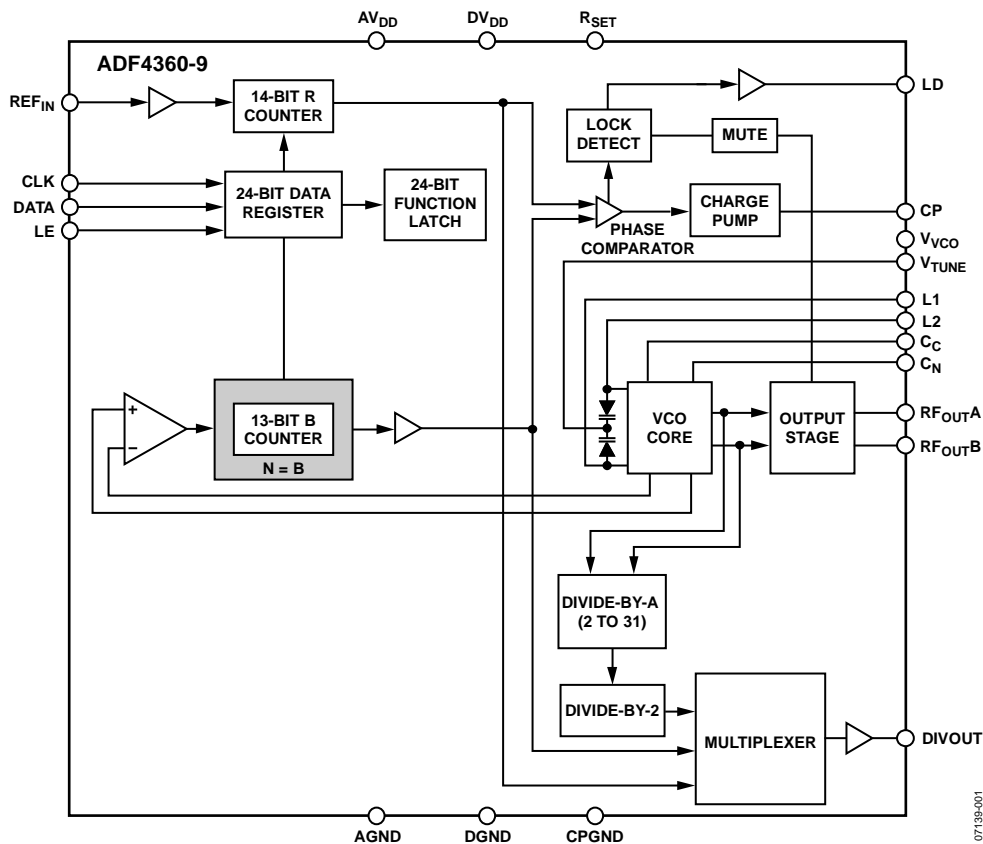 AVDD
DVDD
RSET
ADF4360-9
REFIN
14-BIT R
COUNTER
LOCK
DETECT
MUTE
LD
CLK
DATA
LE
24-BIT DATA
REGISTER
24-BIT
FUNCTION
LATCH
PHASE
COMPARATOR
CHARGE
PUMP
CP
VVCO
VTUNE
L1
L2
CC
CN
+
–
13-BIT B
COUNTER
N = B
VCO
CORE
OUTPUT
STAGE
RFOUTA
RFOUTB
DIVIDE-BY-A
(2 TO 31)
DIVIDE-BY-2
MULTIPLEXER
DIVOUT
AGND
DGND
CPGND
07139-001